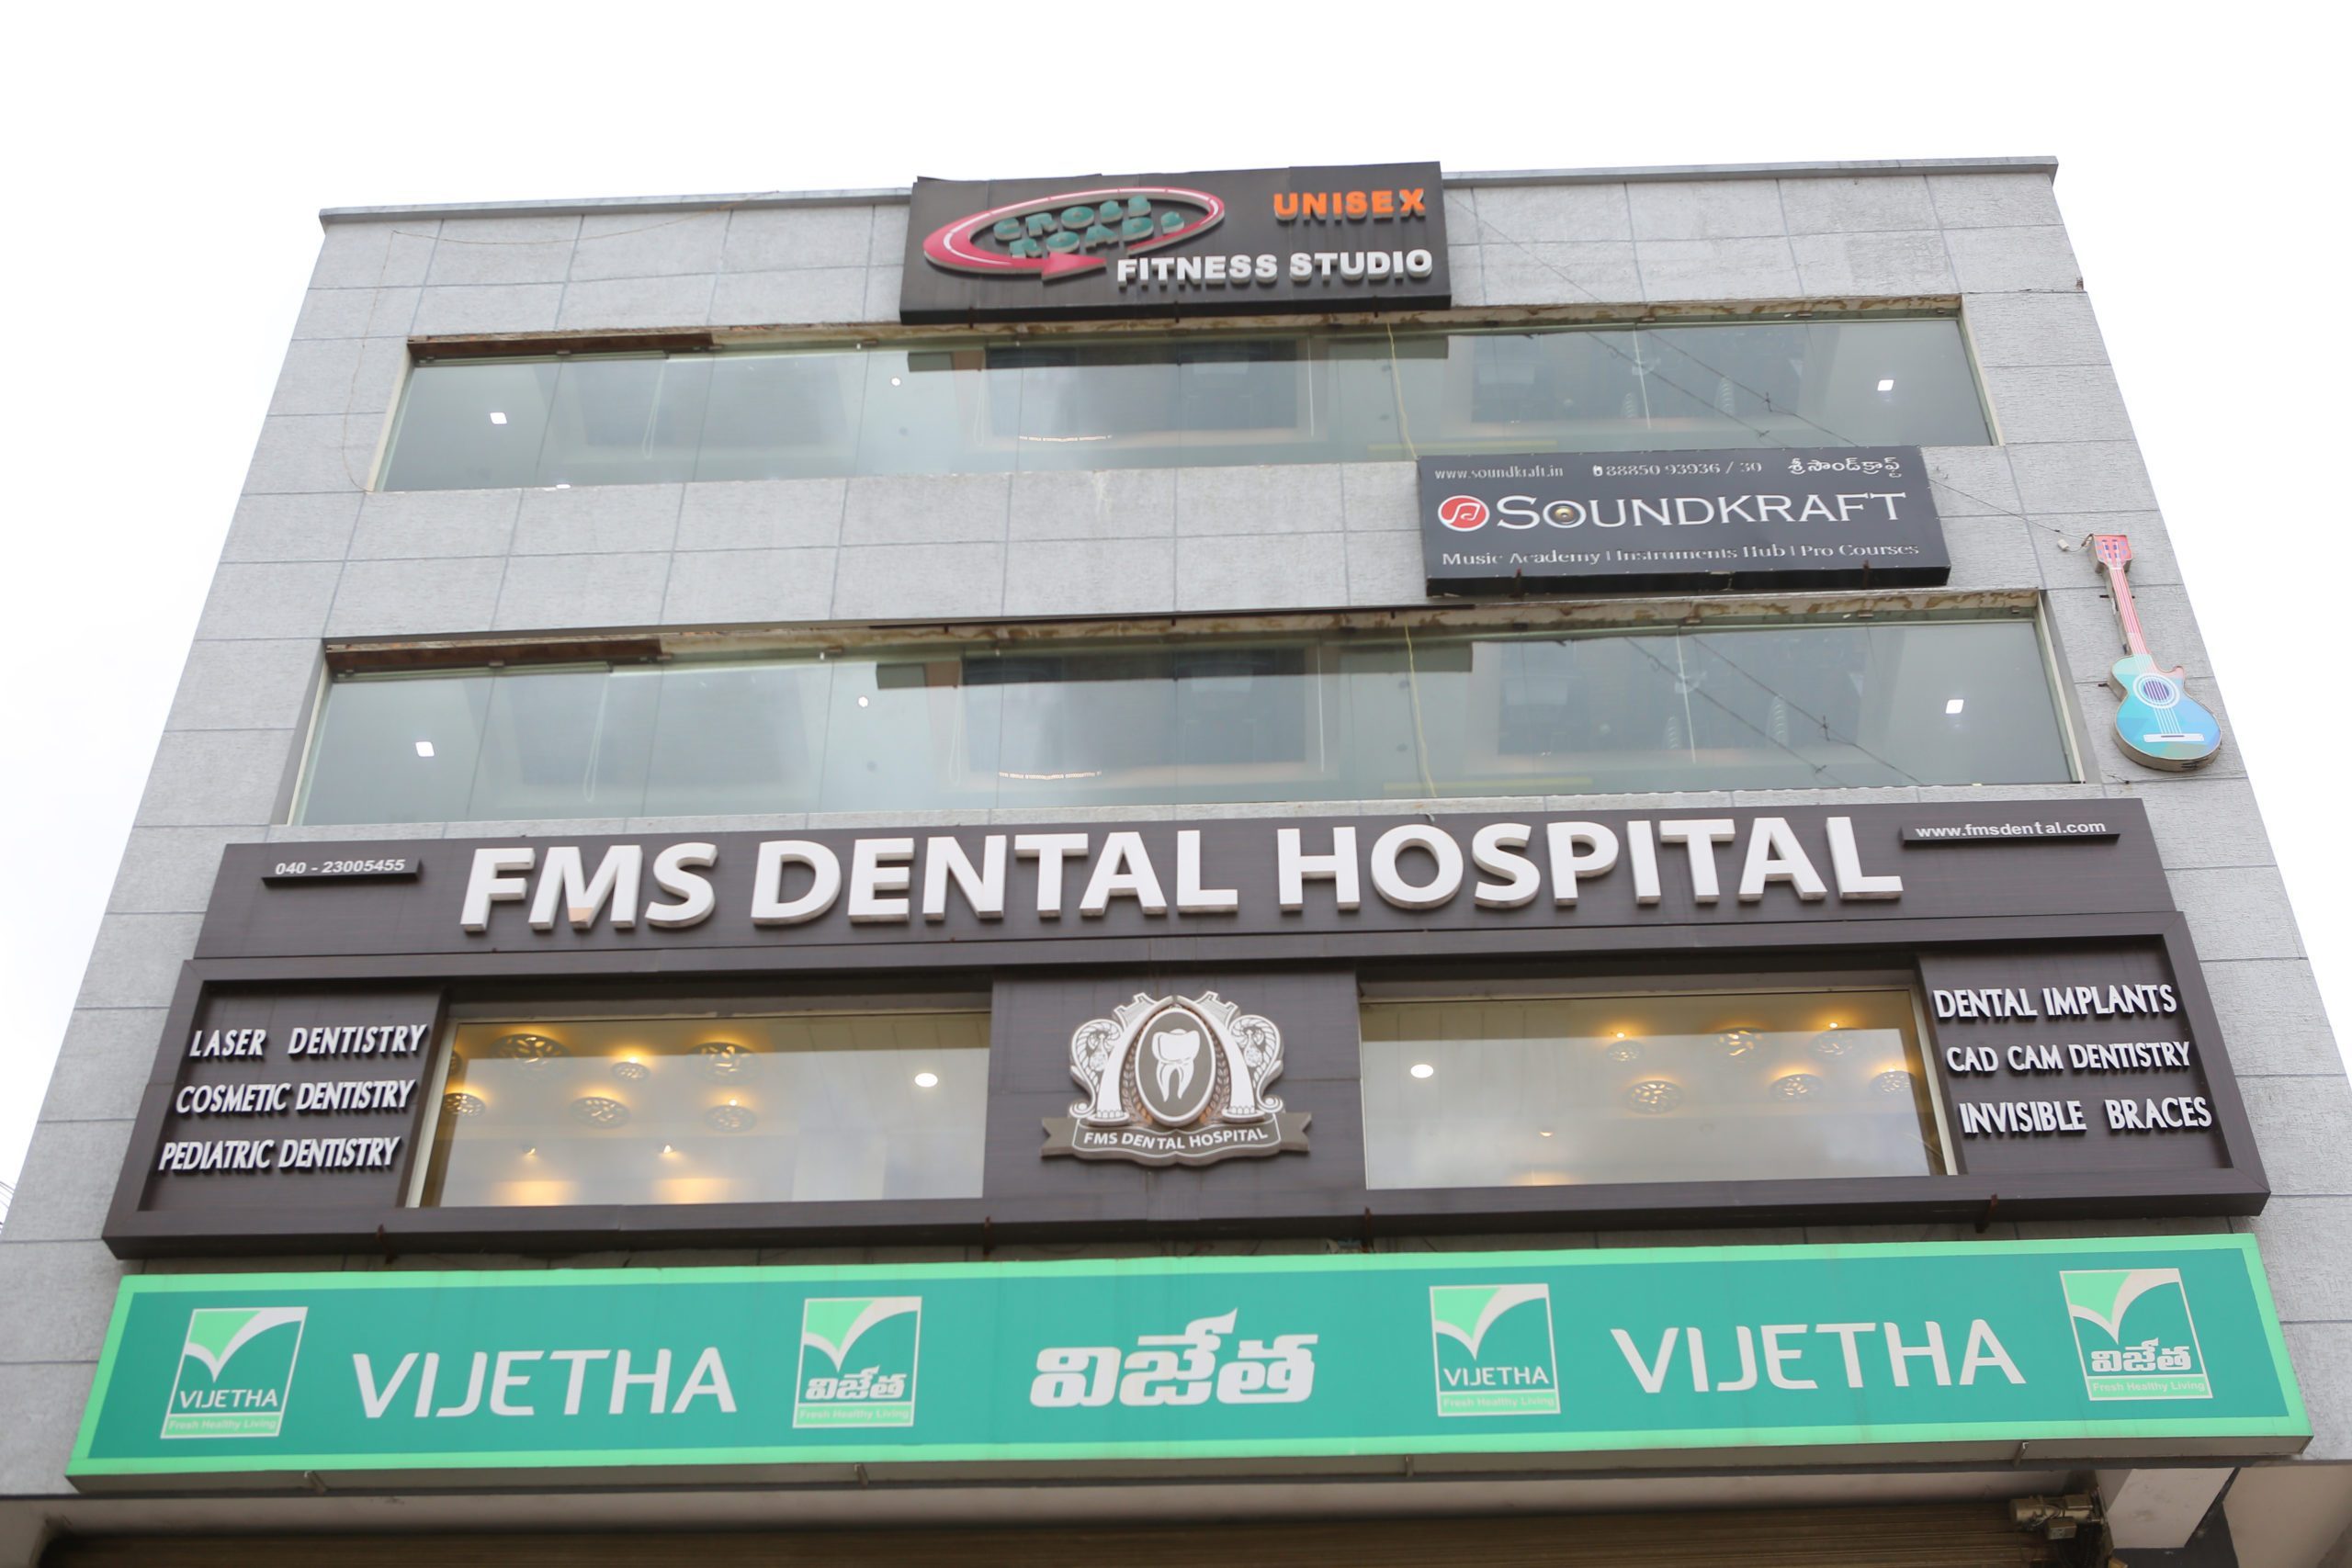 CROSS
ROADS
UNISEX
FITNESS STUDIO
www.soundkraft.in 88850 93936 / 30 శ్రీ సౌండ్‌క్రాఫ్ట్
SOUNDKRAFT
Music Academy | Instruments Hub | Pro Courses
040 - 23005455
FMS DENTAL HOSPITAL
www.fmsdental.com
LASER DENTISTRY
COSMETIC DENTISTRY
PEDIATRIC DENTISTRY
FMS DENTAL HOSPITAL
DENTAL IMPLANTS
CAD CAM DENTISTRY
INVISIBLE BRACES
VIJETHA
Fresh Healthy Living
VIJETHA
విజేత
Fresh Healthy Living
విజేత
VIJETHA
Fresh Healthy Living
VIJETHA
విజేత
Fresh Healthy Living